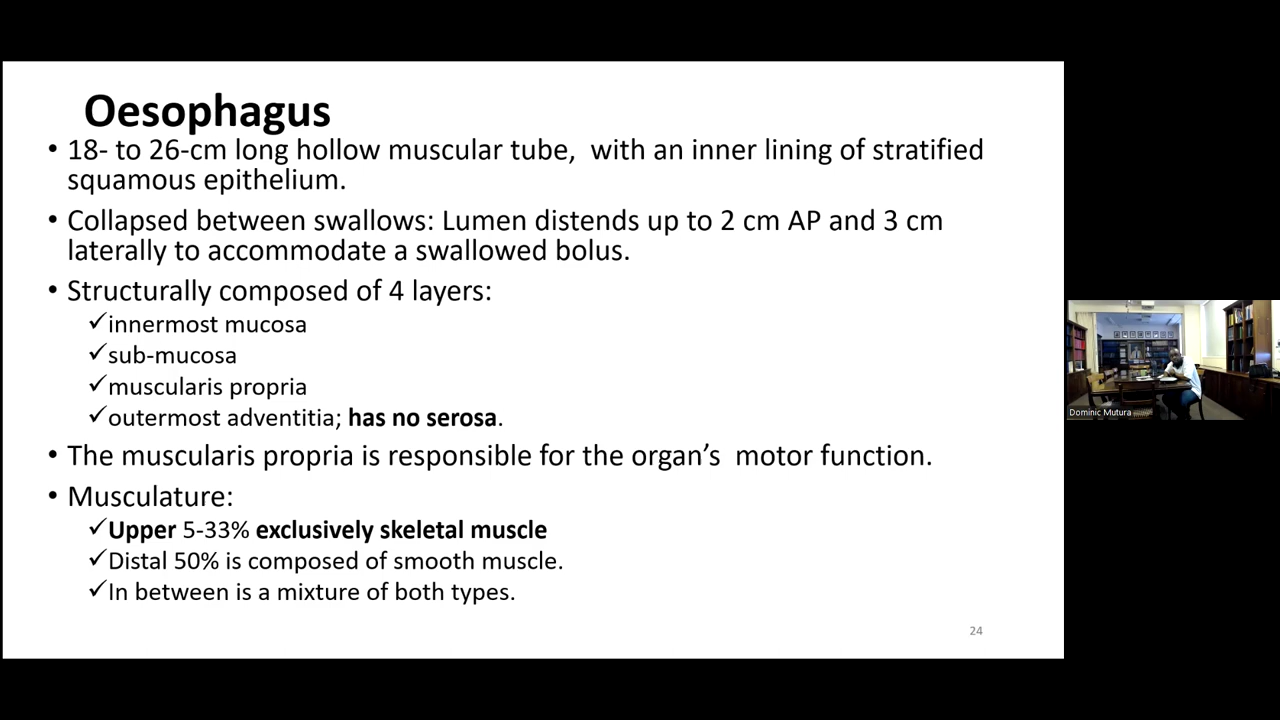 Oesophagus
• 18- to 26-cm long hollow muscular tube,  with an inner lining of stratified
squamous epithelium.
• Collapsed between swallows: Lumen distends up to 2 cm AP and 3 cm
laterally to accommodate a swallowed bolus.
• Structurally composed of 4 layers:
✓innermost mucosa
✓sub-mucosa
✓muscularis propria
✓outermost adventitia; has no serosa.
• The muscularis propria is responsible for the organ’s  motor function.
• Musculature:
✓Upper 5-33% exclusively skeletal muscle
✓Distal 50% is composed of smooth muscle.
✓In between is a mixture of both types.
24
Dominic Mutura